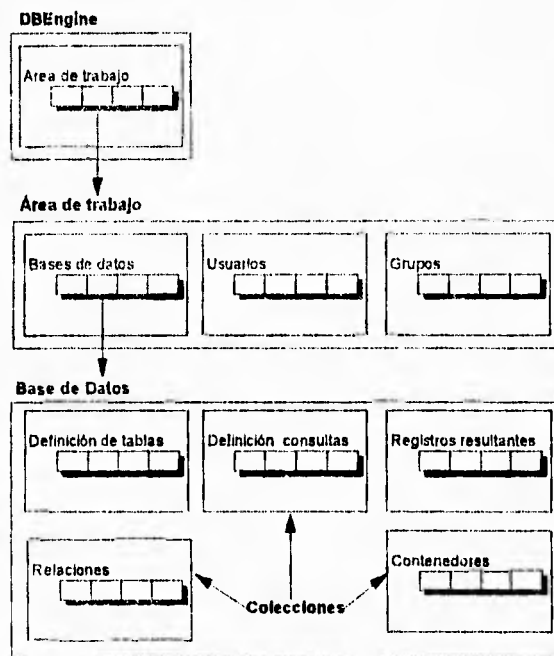 DBEngine
Area de trabajo
Área de trabajo
Bases de datos
Usuarios
Grupos
Base de Datos
Definición de tablas
Definición consultas
Registros resultantes
Relaciones
Contenedores
Colecciones